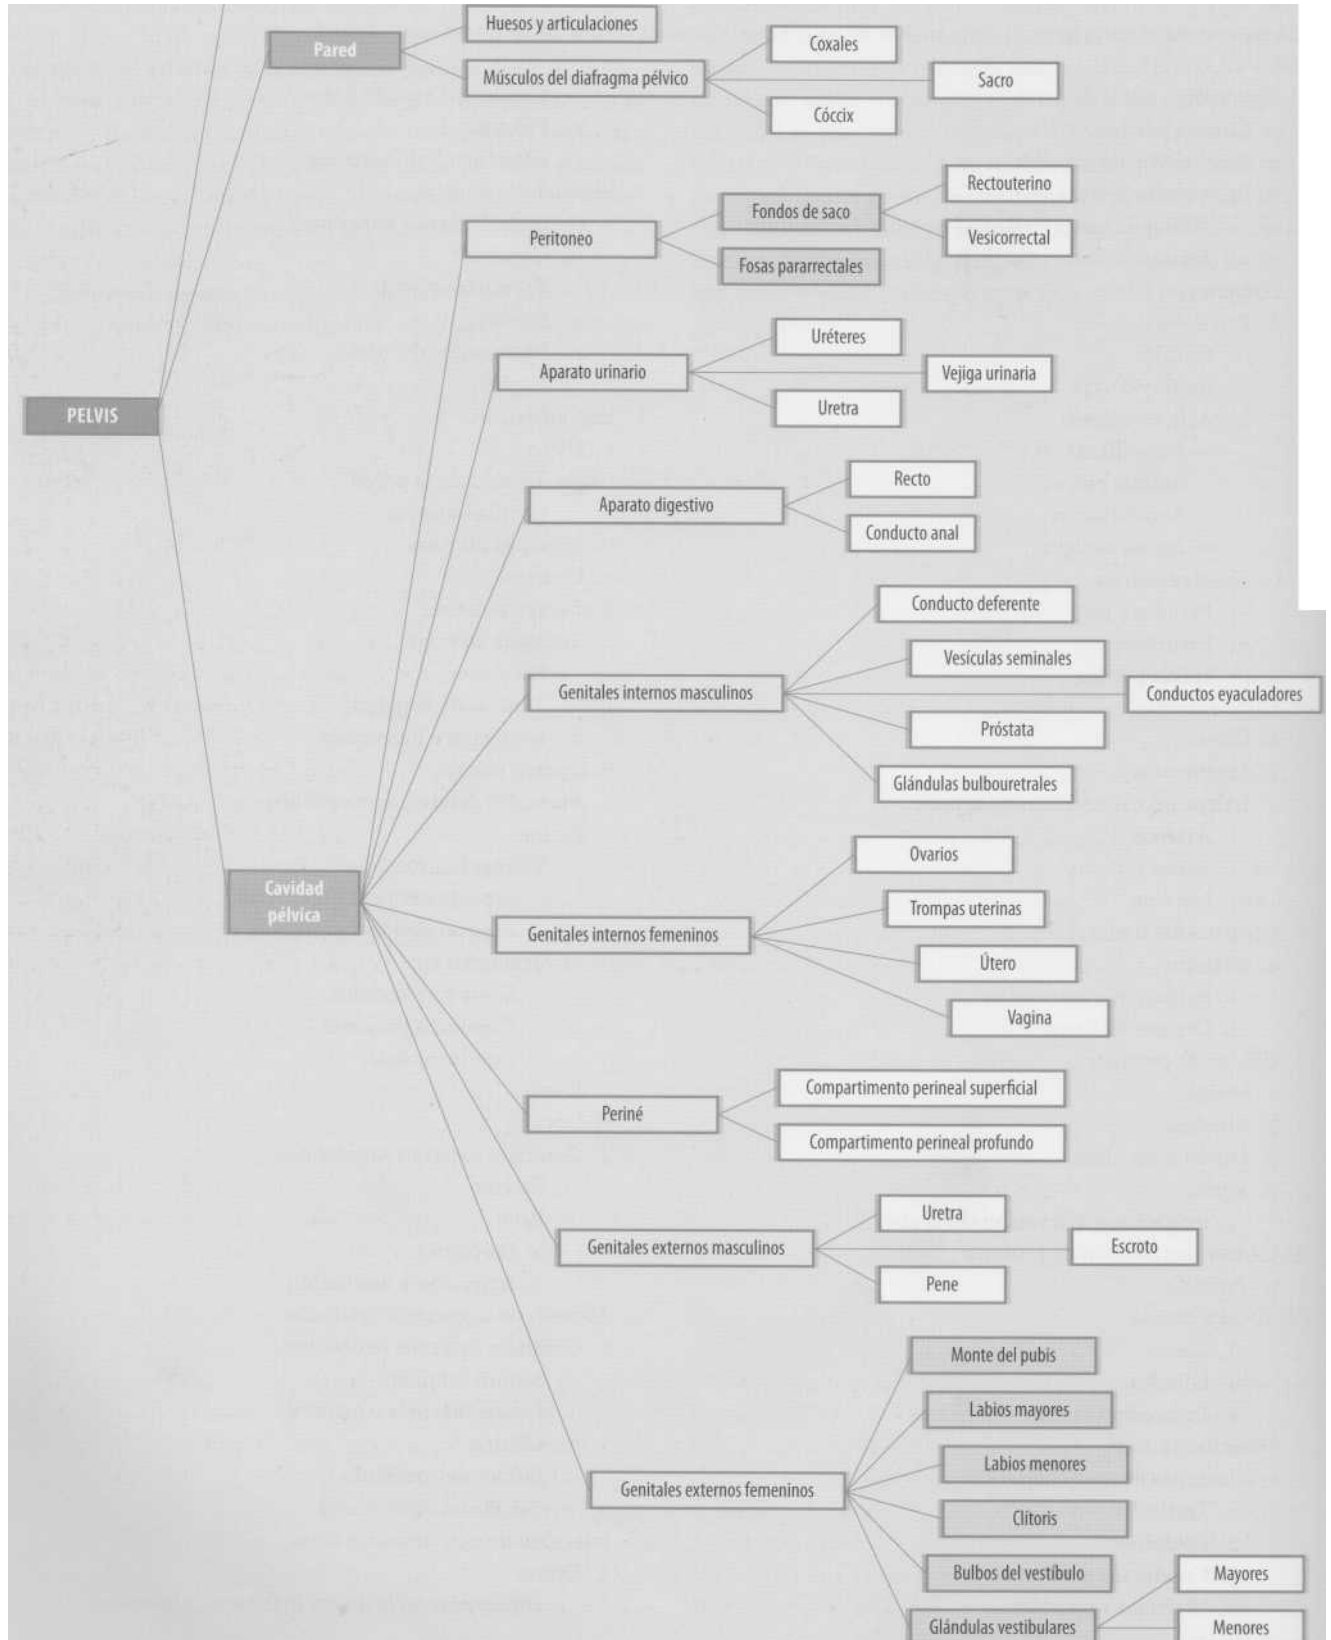 Huesos y articulaciones
Pared
Coxales
Músculos del diafragma pélvico
Sacro
Cóccix
Rectouterino
Fondos de saco
Peritoneo
Vesicorrectal
Fosas pararrectales
Uréteres
Aparato urinario
Vejiga urinaria
Uretra
PELVIS
Recto
Aparato digestivo
Conducto anal
Conducto deferente
Vesículas seminales
Genitales internos masculinos
Conductos eyaculadores
Próstata
Glándulas bulbouretrales
Ovarios
Cavidad
pélvica
Trompas uterinas
Genitales internos femeninos
Útero
Vagina
Compartimento perineal superficial
Periné
Compartimento perineal profundo
Uretra
Genitales externos masculinos
Escroto
Pene
Monte del pubis
Labios mayores
Labios menores
Genitales externos femeninos
Clítoris
Bulbos del vestíbulo
Mayores
Glándulas vestibulares
Menores